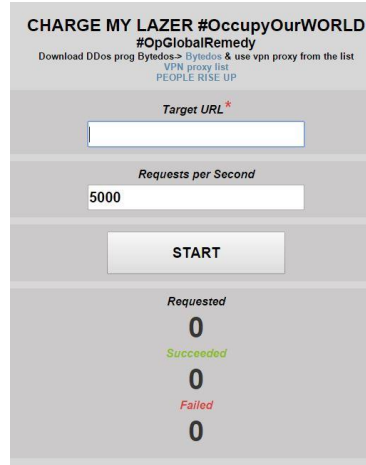 CHARGE MY LAZER #OccupyOurWORLD
#OpGlobalRemedy
Download DDos prog Bytedos-> Bytedos & use vpn proxy from the list
VPN proxy list
PEOPLE RISE UP
Target URL*
Requests per Second
5000
START
Requested
0
Succeeded
0
Failed
0